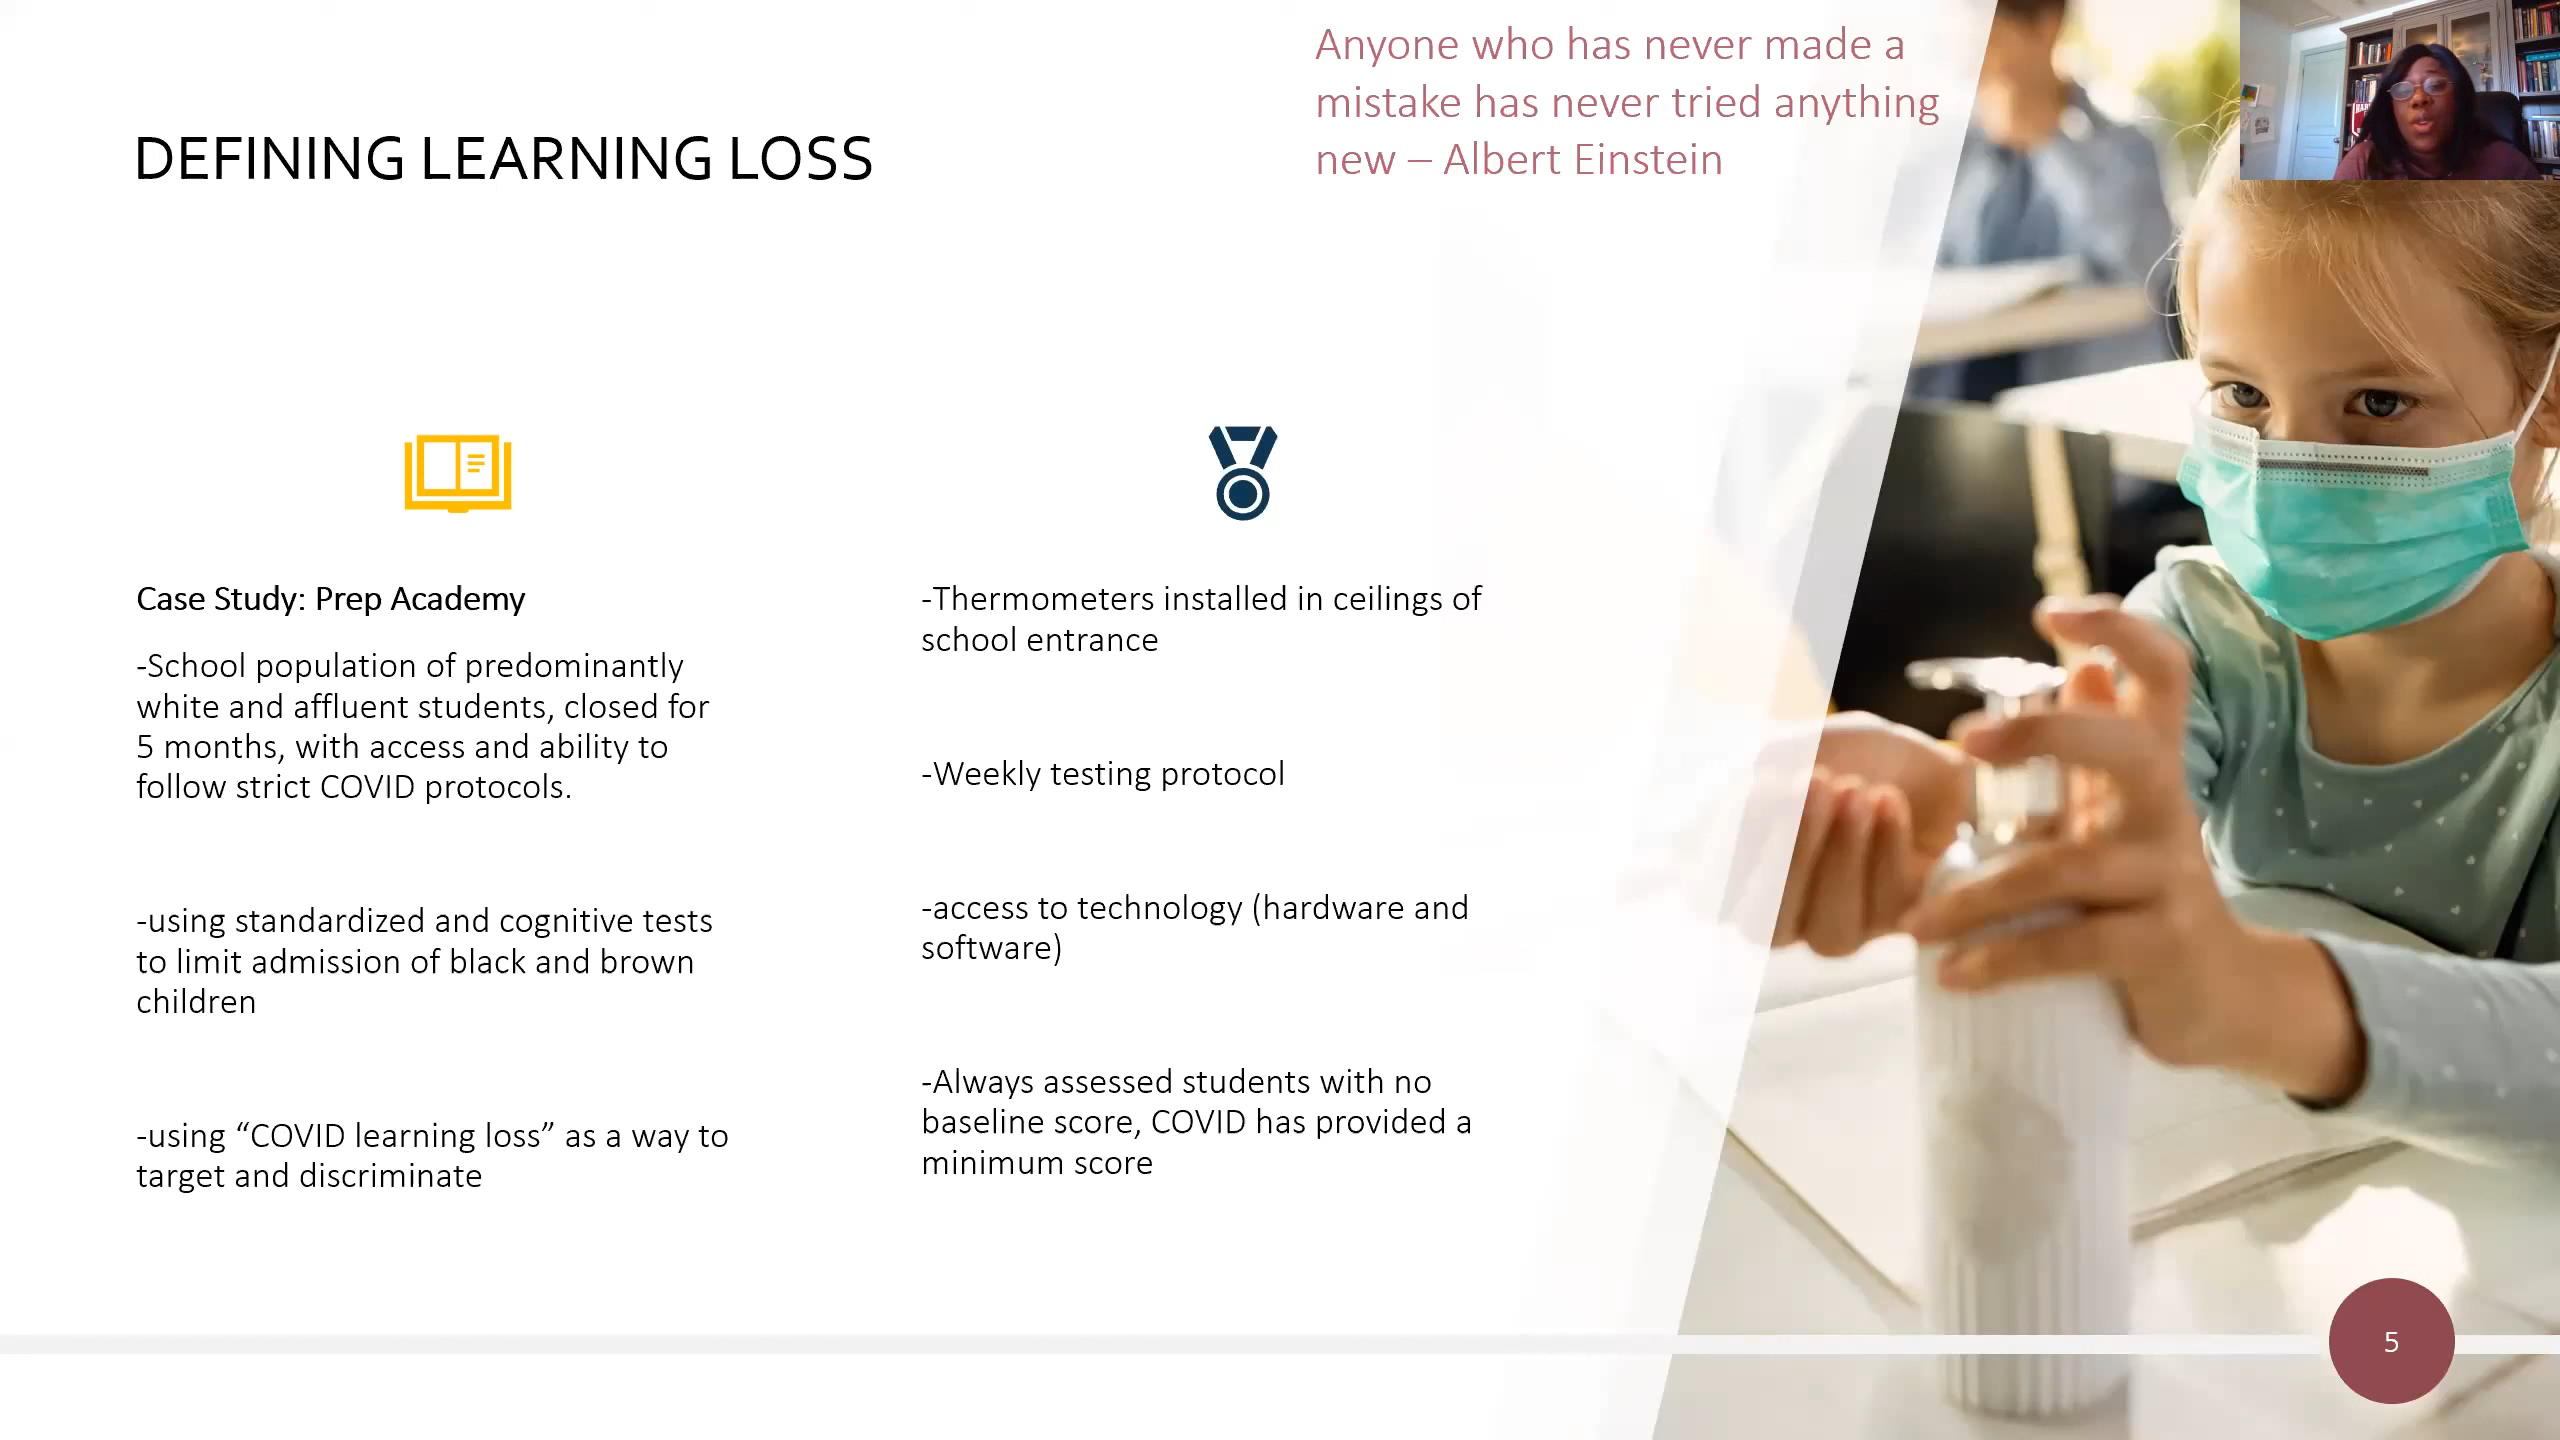 Anyone who has never made a
mistake has never tried anything
new – Albert Einstein
DEFINING LEARNING LOSS
Case Study: Prep Academy
-School population of predominantly
white and affluent students, closed for
5 months, with access and ability to
follow strict COVID protocols.
-using standardized and cognitive tests
to limit admission of black and brown
children
-using “COVID learning loss” as a way to
target and discriminate
-Thermometers installed in ceilings of
school entrance
-Weekly testing protocol
-access to technology (hardware and
software)
-Always assessed students with no
baseline score, COVID has provided a
minimum score
5